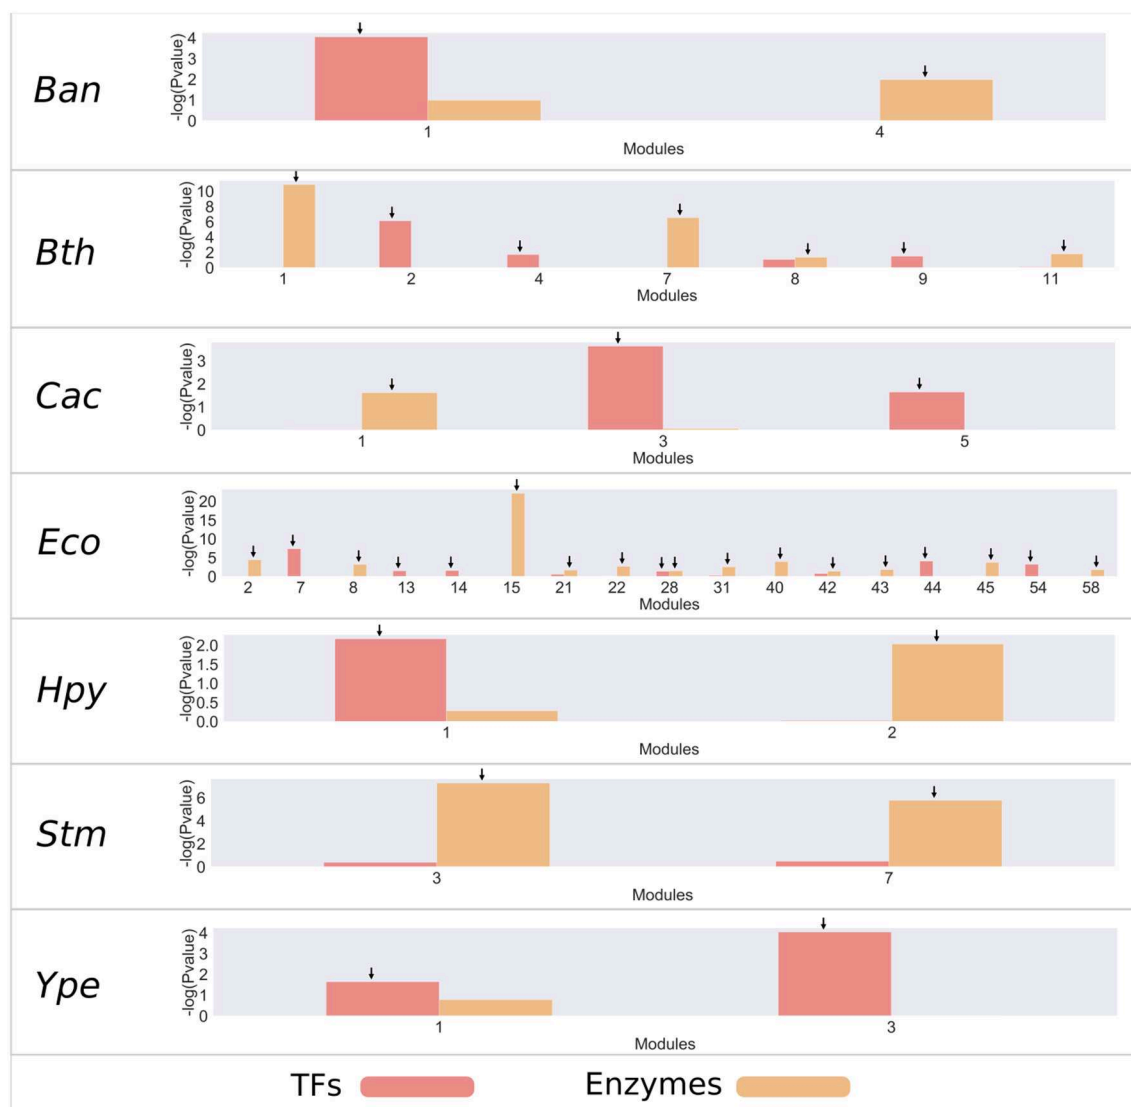 Ban
-log(Pvalue)
4
3
2
1
0
1 4
Modules
Bth
-log(Pvalue)
10
8
6
4
2
0
1 2 4 7 8 9 11
Modules
Cac
-log(Pvalue)
3
2
1
0
1 3 5
Modules
Eco
-log(Pvalue)
20
15
10
5
0
2 7 8 13 14 15 21 22 28 31 40 42 43 44 45 54 58
Modules
Hpy
-log(Pvalue)
2.0
1.5
1.0
0.5
0.0
1 2
Modules
Stm
-log(Pvalue)
6
4
2
0
3 7
Modules
Ype
-log(Pvalue)
4
3
2
1
0
1 3
Modules
TFs Enzymes